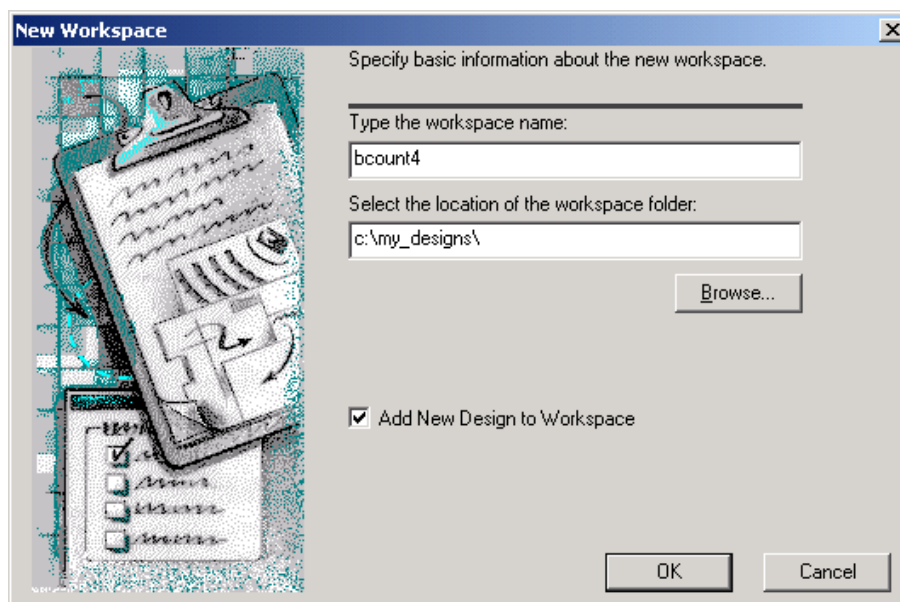 New Workspace
Specify basic information about the new workspace.
Type the workspace name:
bcount4
Select the location of the workspace folder:
c:\my_designs\
Browse...
Add New Design to Workspace
OK
Cancel